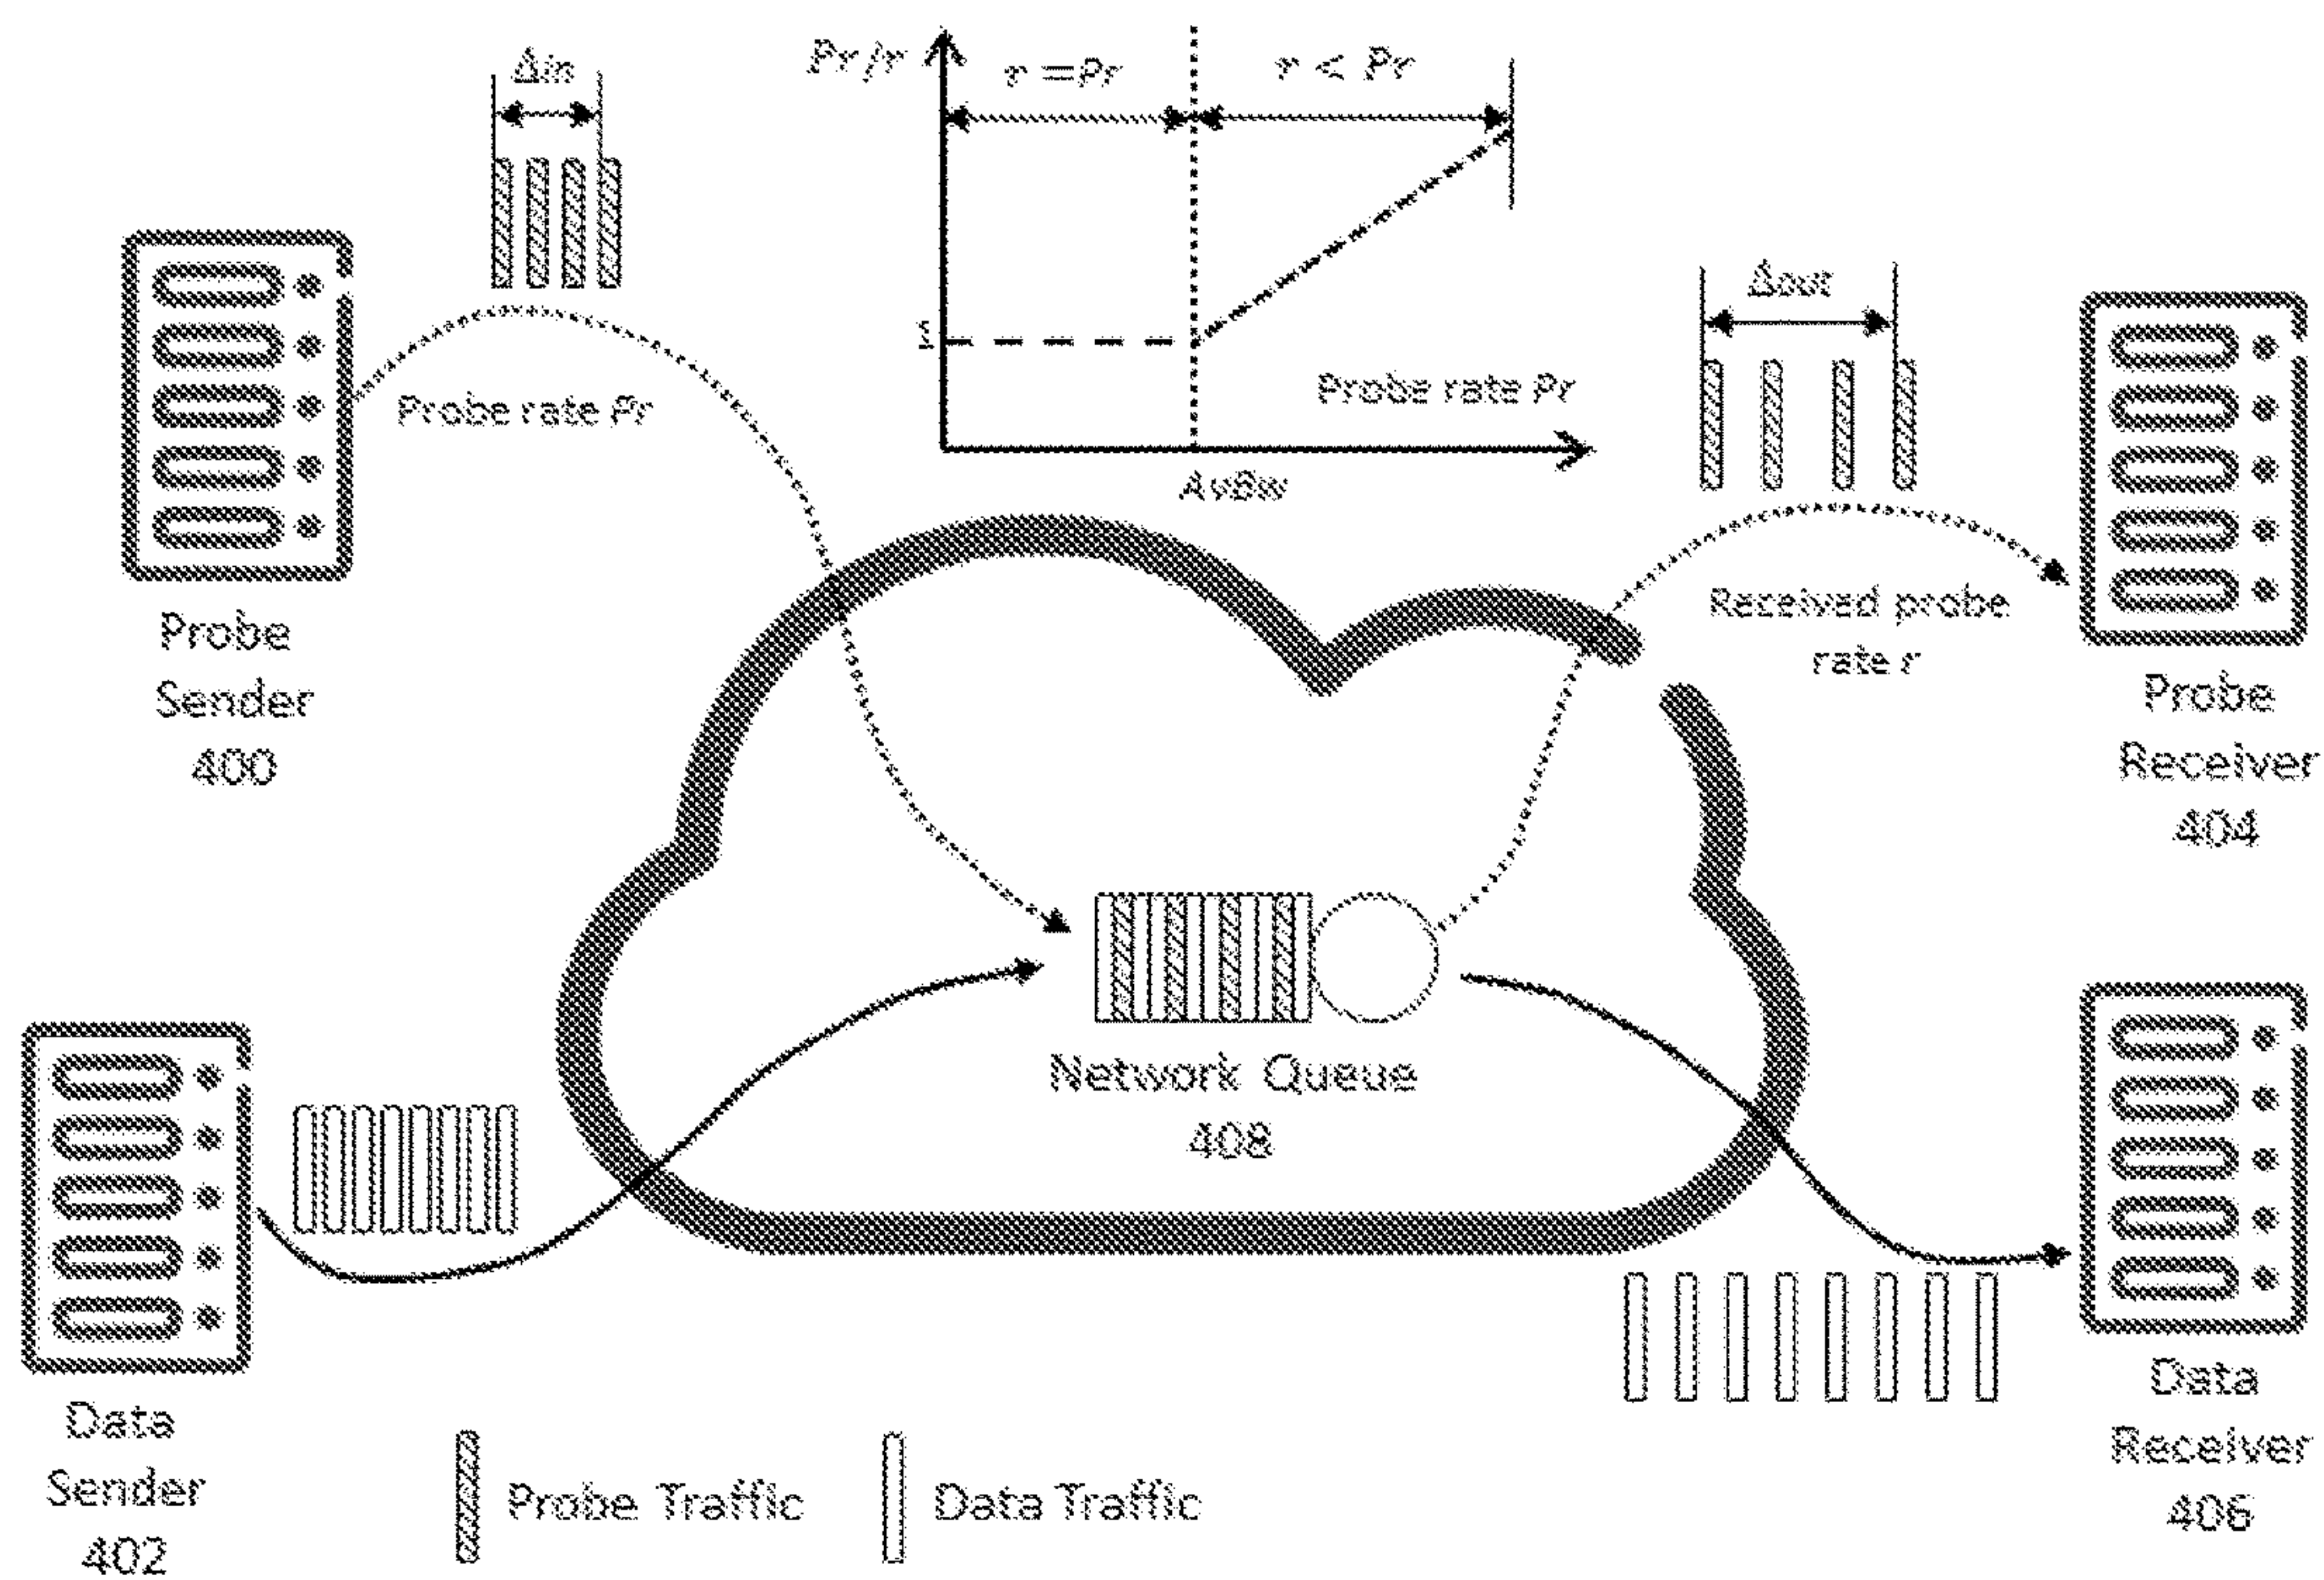 Δin
Pr/r
r =Pr
r < Pr
Δout
1
Probe rate Pr
Probe rate Pr
AvBw
Received probe
rate r
Probe
Sender
400
Probe
Receiver
404
Network Queue
408
Data
Sender
402
Data
Receiver
406
Probe Traffic
Data Traffic